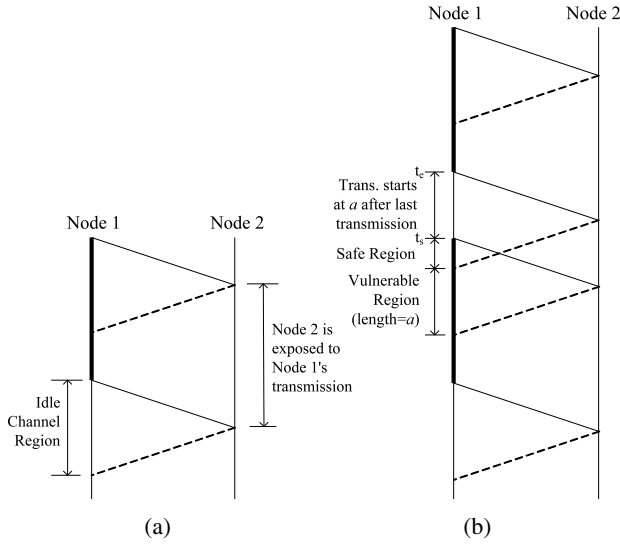 Node 1
Node 2
Node 2 is
exposed to
Node 1's
transmission
Idle
Channel
Region
(a)
Node 1
Node 2
te
Trans. starts
at a after last
transmission
ts
Safe Region
Vulnerable
Region
(length=a)
(b)